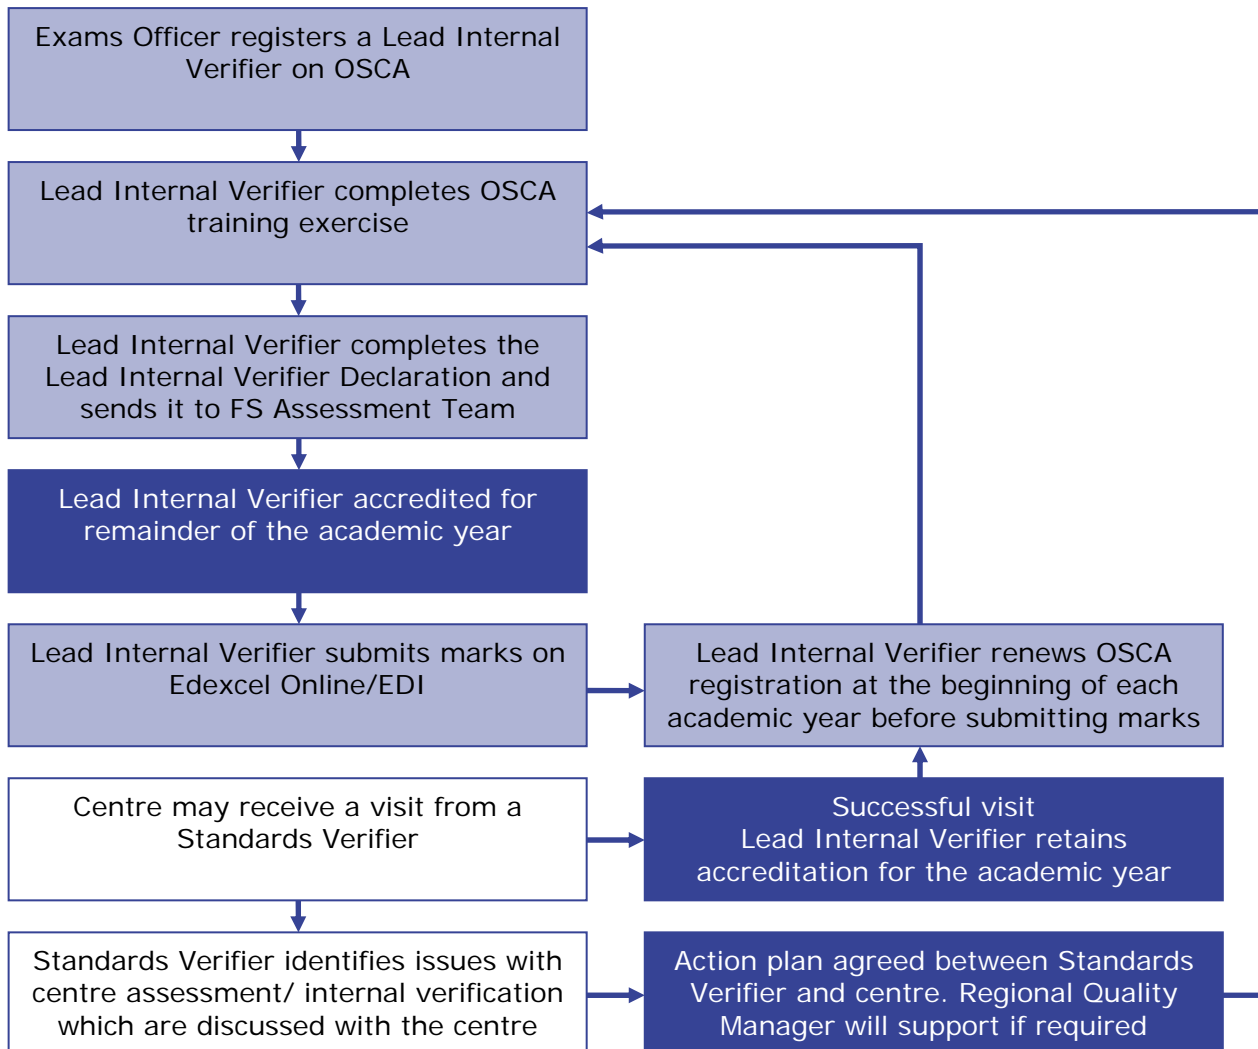 Exams Officer registers a Lead Internal
Verifier on OSCA
Lead Internal Verifier completes OSCA
training exercise
Lead Internal Verifier completes the
Lead Internal Verifier Declaration and
sends it to FS Assessment Team
Lead Internal Verifier accredited for
remainder of the academic year
Lead Internal Verifier submits marks on
Edexcel Online/EDI
Lead Internal Verifier renews OSCA
registration at the beginning of each
academic year before submitting marks
Centre may receive a visit from a
Standards Verifier
Successful visit
Lead Internal Verifier retains
accreditation for the academic year
Standards Verifier identifies issues with
centre assessment/ internal verification
which are discussed with the centre
Action plan agreed between Standards
Verifier and centre. Regional Quality
Manager will support if required